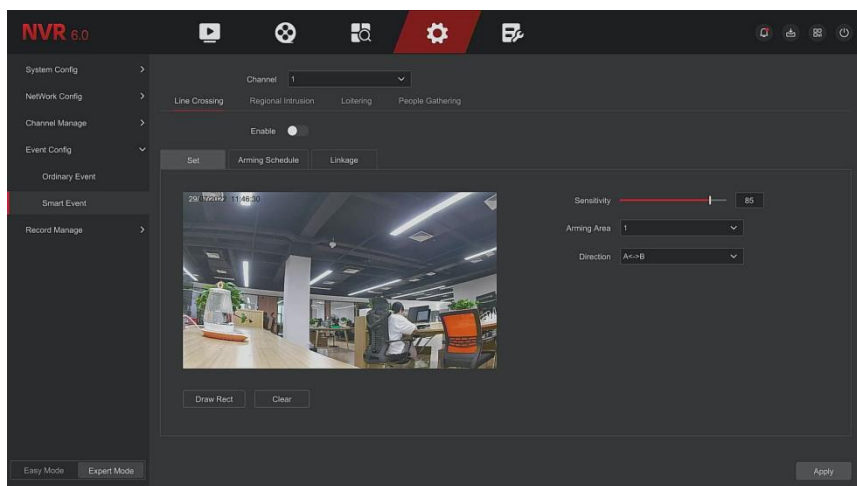 NVR 6.0
System Config
NetWork Config
Channel Manage
Event Config
Ordinary Event
Smart Event
Record Manage
Easy Mode Expert Mode
Channel 1
Line Crossing Regional Intrusion Loitering People Gathering
Enable
Set Arming Schedule Linkage
11:46:30
Sensitivity 85
Arming Area 1
Direction A<->B
Draw Rect Clear
Apply